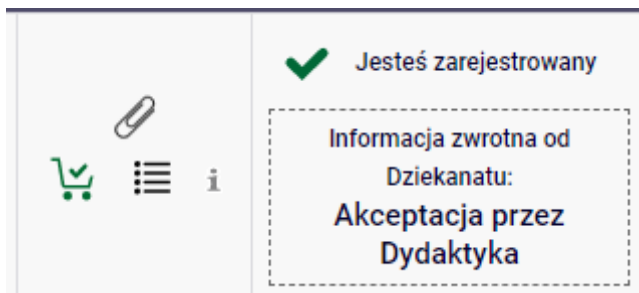 Jesteś zarejestrowany
Informacja zwrotna od
Dziekanatu:
Akceptacja przez
Dydaktyka